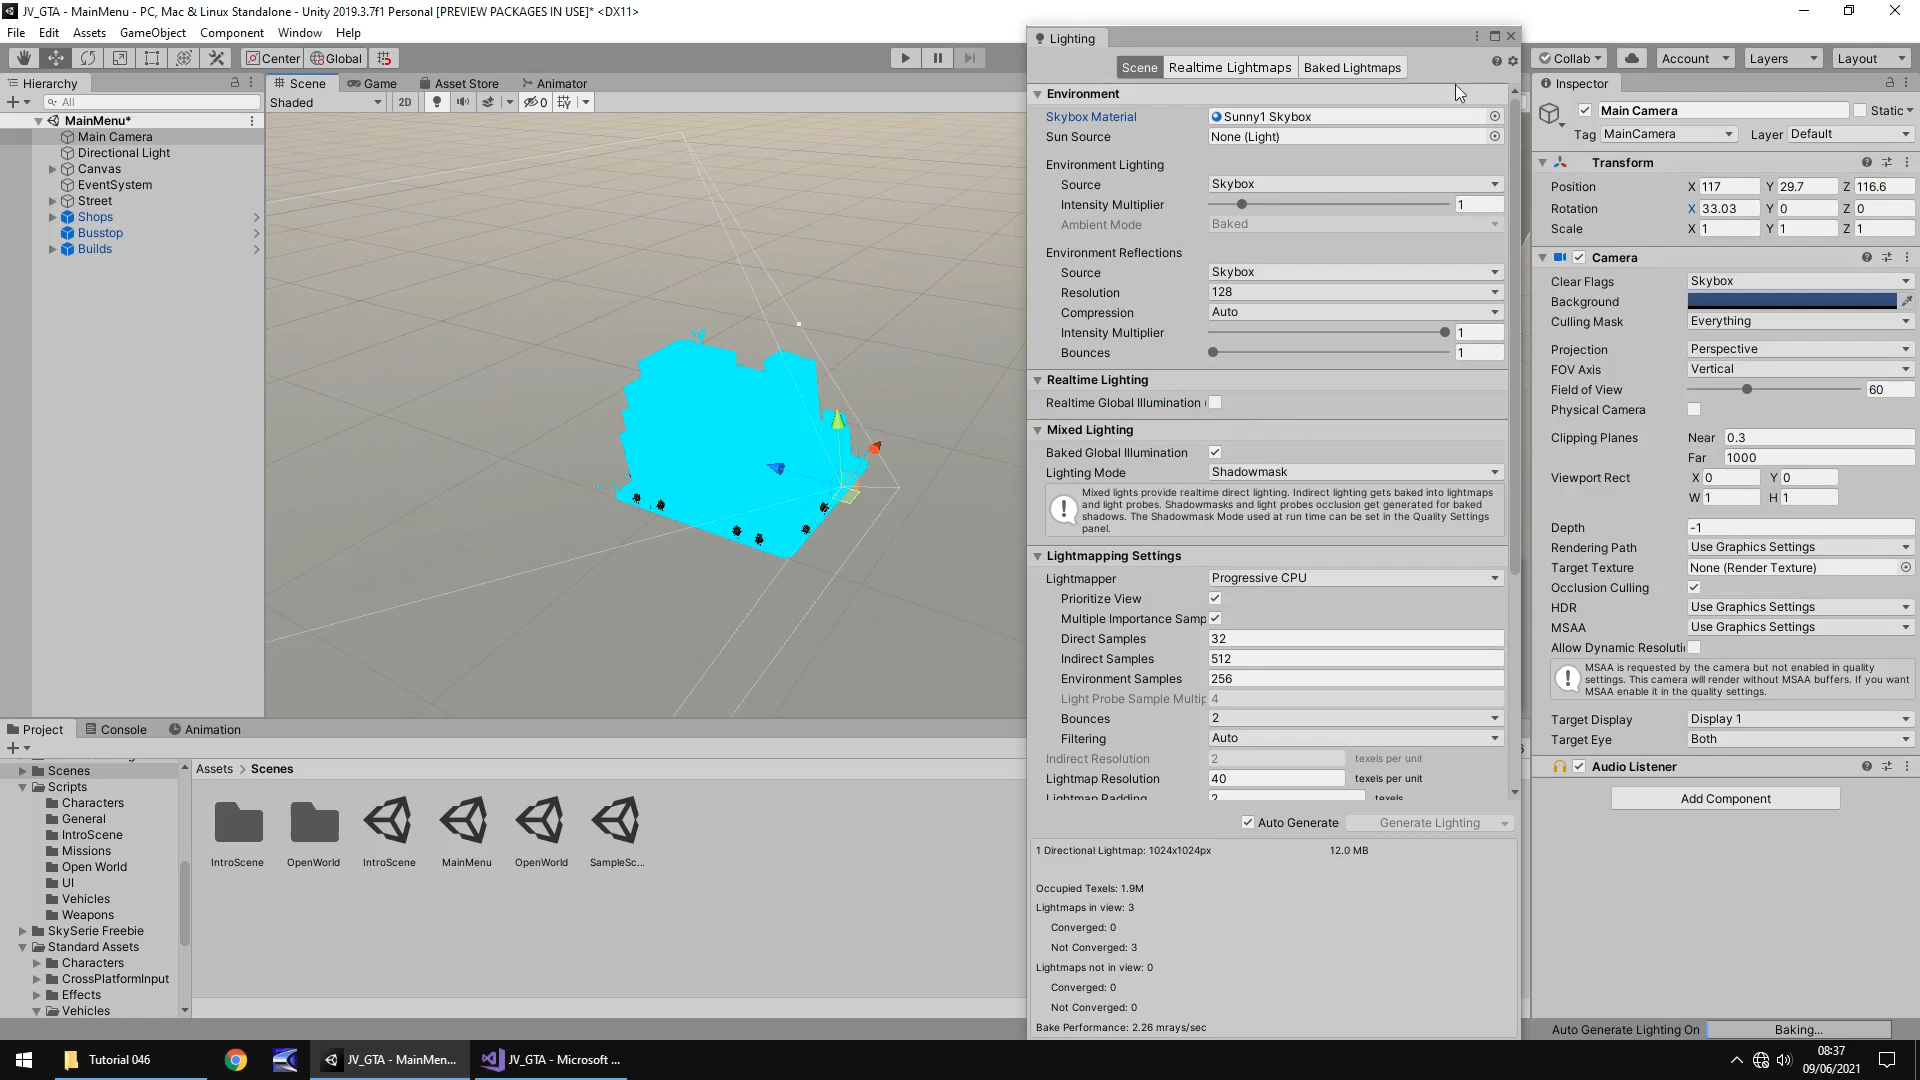 JV_GTA - MainMenu - PC, Mac & Linux Standalone - Unity 2019.3.7f1 Personal [PREVIEW PACKAGES IN USE]* <DX11>
File Edit Assets GameObject Component Window Help
Center Global
Collab Account Layers Layout
Hierarchy
All
MainMenu*
Main Camera
Directional Light
Canvas
EventSystem
Street
Shops
Busstop
Builds
Scene Game Asset Store Animator
Shaded 2D 0
Lighting
Scene Realtime Lightmaps Baked Lightmaps
Environment
Skybox Material Sunny1 Skybox
Sun Source None (Light)
Environment Lighting
Source Skybox
Intensity Multiplier 1
Ambient Mode Baked
Environment Reflections
Source Skybox
Resolution 128
Compression Auto
Intensity Multiplier 1
Bounces 1
Realtime Lighting
Realtime Global Illumination
Mixed Lighting
Baked Global Illumination
Lighting Mode Shadowmask
Mixed lights provide realtime direct lighting. Indirect lighting gets baked into lightmaps
and light probes. Shadowmasks and light probes occlusion get generated for baked
shadows. The Shadowmask Mode used at run time can be set in the Quality Settings
panel.
Lightmapping Settings
Lightmapper Progressive CPU
Prioritize View
Multiple Importance Samp
Direct Samples 32
Indirect Samples 512
Environment Samples 256
Light Probe Sample Multip 4
Bounces 2
Filtering Auto
Indirect Resolution 2 texels per unit
Lightmap Resolution 40 texels per unit
Lightmap Padding 2 texels
Auto Generate Generate Lighting
1 Directional Lightmap: 1024x1024px 12.0 MB
Occupied Texels: 1.9M
Lightmaps in view: 3
Converged: 0
Not Converged: 3
Lightmaps not in view: 0
Converged: 0
Not Converged: 0
Bake Performance: 2.26 mrays/sec
Inspector
Main Camera Static
Tag MainCamera Layer Default
Transform
Position X 117 Y 29.7 Z 116.6
Rotation X 33.03 Y 0 Z 0
Scale X 1 Y 1 Z 1
Camera
Clear Flags Skybox
Background
Culling Mask Everything
Projection Perspective
FOV Axis Vertical
Field of View 60
Physical Camera
Clipping Planes Near 0.3
Far 1000
Viewport Rect X 0 Y 0
W 1 H 1
Depth -1
Rendering Path Use Graphics Settings
Target Texture None (Render Texture)
Occlusion Culling
HDR Use Graphics Settings
MSAA Use Graphics Settings
Allow Dynamic Resoluti
MSAA is requested by the camera but not enabled in quality
settings. This camera will render without MSAA buffers. If you want
MSAA enable it in the quality settings.
Target Display Display 1
Target Eye Both
Audio Listener
Add Component
Project Console Animation
Scenes
Scripts
Characters
General
IntroScene
Missions
Open World
UI
Vehicles
Weapons
SkySerie Freebie
Standard Assets
Characters
CrossPlatformInput
Effects
Vehicles
Assets > Scenes
IntroScene OpenWorld IntroScene MainMenu OpenWorld SampleSc...
Auto Generate Lighting On Baking...
Tutorial 046
JV_GTA - MainMen...
JV_GTA - Microsoft ...
08:37
09/06/2021